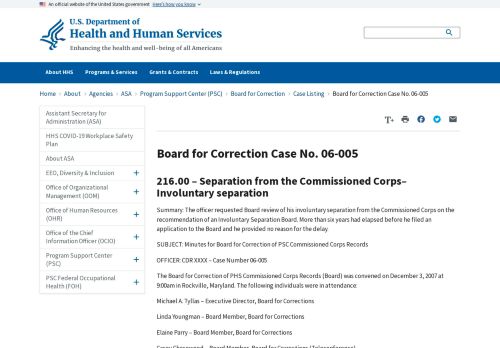 An official website of the United States government Here's how you know
U.S. Department of
Health and Human Services
Enhancing the health and well-being of all Americans
About HHS Programs & Services Grants & Contracts Laws & Regulations
Home > About > Agencies > ASA > Program Support Center (PSC) > Board for Correction > Case Listing > Board for Correction Case No. 06-005
Assistant Secretary for
Administration (ASA)
HHS COVID-19 Workplace Safety
Plan
About ASA
EEO, Diversity & Inclusion
Office of Organizational
Management (OOM)
Office of Human Resources
(OHR)
Office of the Chief
Information Officer (OCIO)
Program Support Center
(PSC)
PSC Federal Occupational
Health (FOH)
T+
Board for Correction Case No. 06-005
216.00 – Separation from the Commissioned Corps–
Involuntary separation
Summary: The officer requested Board review of his involuntary separation from the Commissioned Corps on the
recommendation of an Involuntary Separation Board. More than six years had elapsed before he filed an
application to the Board and he provided no reason for the delay.
SUBJECT: Minutes for Board for Correction of PSC Commissioned Corps Records
OFFICER: CDR XXXX – Case Number 06-005
The Board for Correction of PHS Commissioned Corps Records (Board) was convened on December 3, 2007 at
9:00am in Rockville, Maryland. The following individuals were in attendance:
Michael A. Tyllas – Executive Director, Board for Corrections
Linda Youngman – Board Member, Board for Corrections
Elaine Parry – Board Member, Board for Corrections